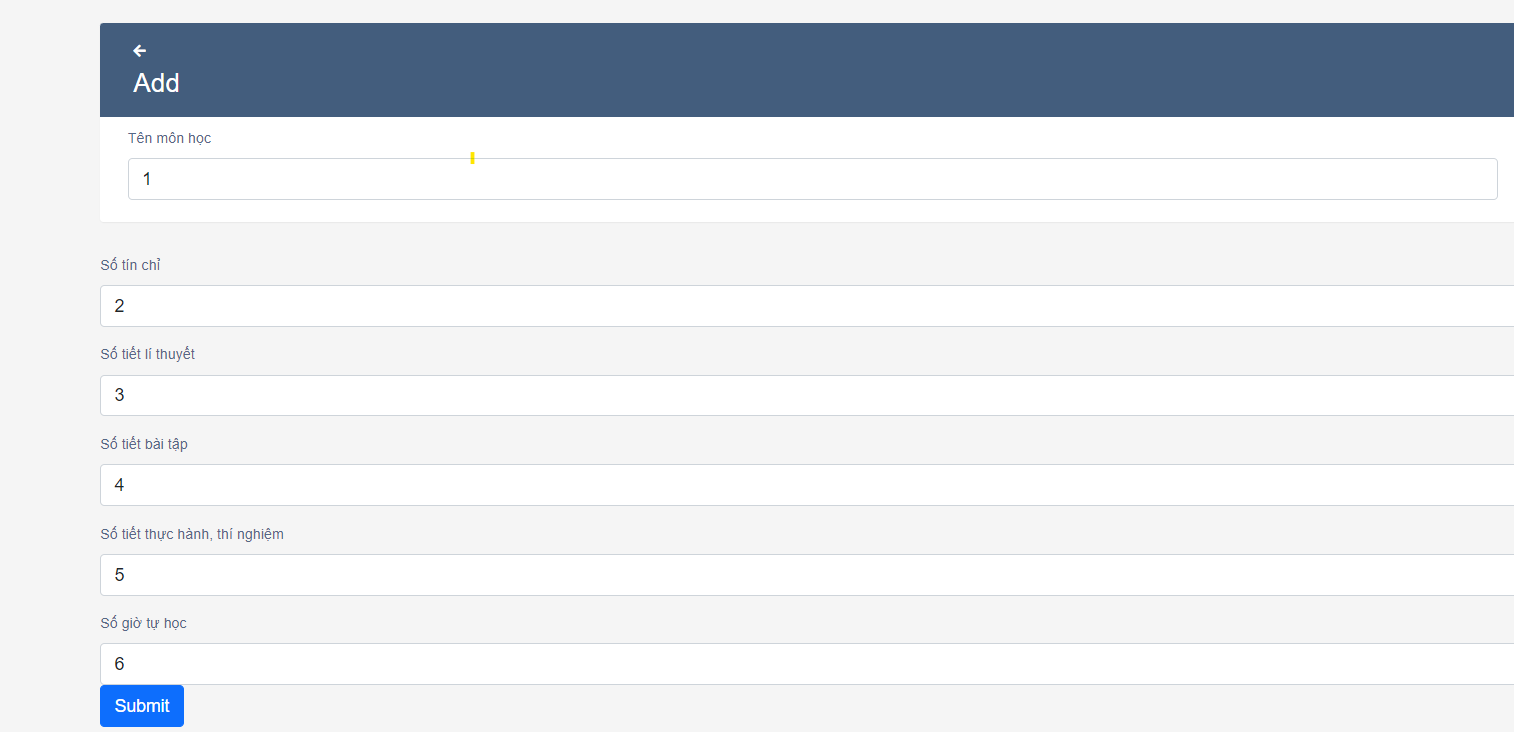 Add
Tên môn học
1
Số tín chỉ
2
Số tiết lí thuyết
3
Số tiết bài tập
4
Số tiết thực hành, thí nghiệm
5
Số giờ tự học
6
Submit